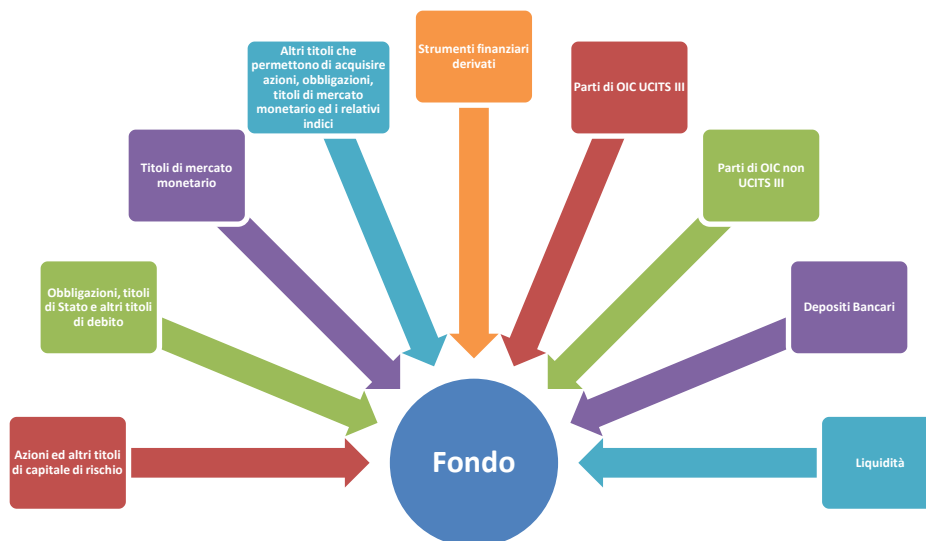 Altri titoli che
permettono di acquisire
azioni, obbligazioni,
titoli di mercato
monetario ed i relativi
indici
Strumenti finanziari
derivati
Parti di OIC UCITS III
Titoli di mercato
monetario
Parti di OIC non
UCITS III
Obbligazioni, titoli
di Stato e altri titoli
di debito
Depositi Bancari
Azioni ed altri titoli
di capitale di rischio
Fondo
Liquidità